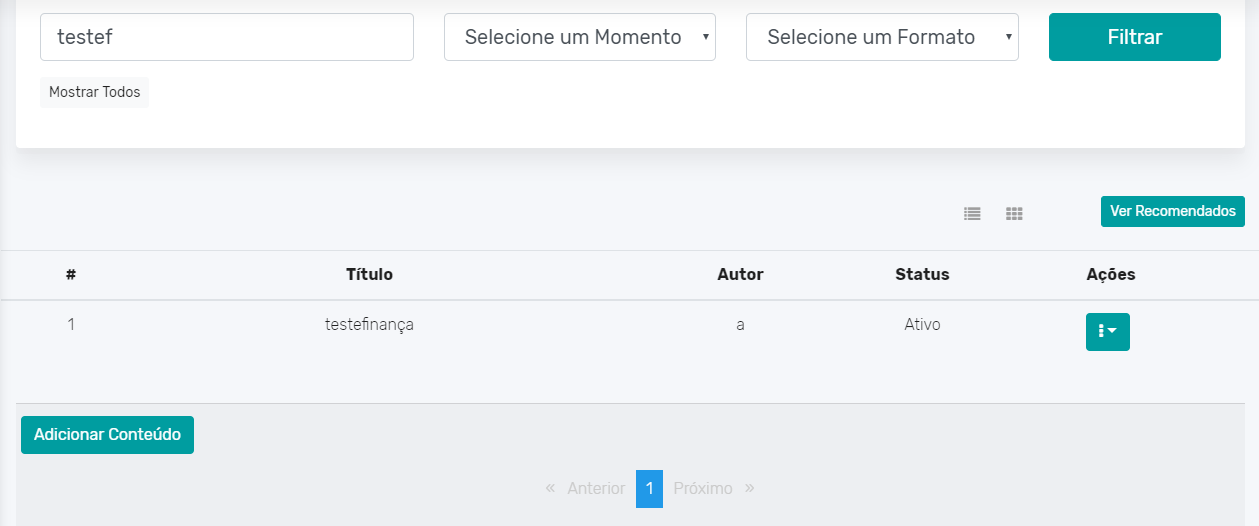 testef Selecione um Momento Selecione um Formato Filtrar
Mostrar Todos
Ver Recomendados
# Título Autor Status Ações
1 testefinança a Ativo
Adicionar Conteúdo
« Anterior 1 Próximo »